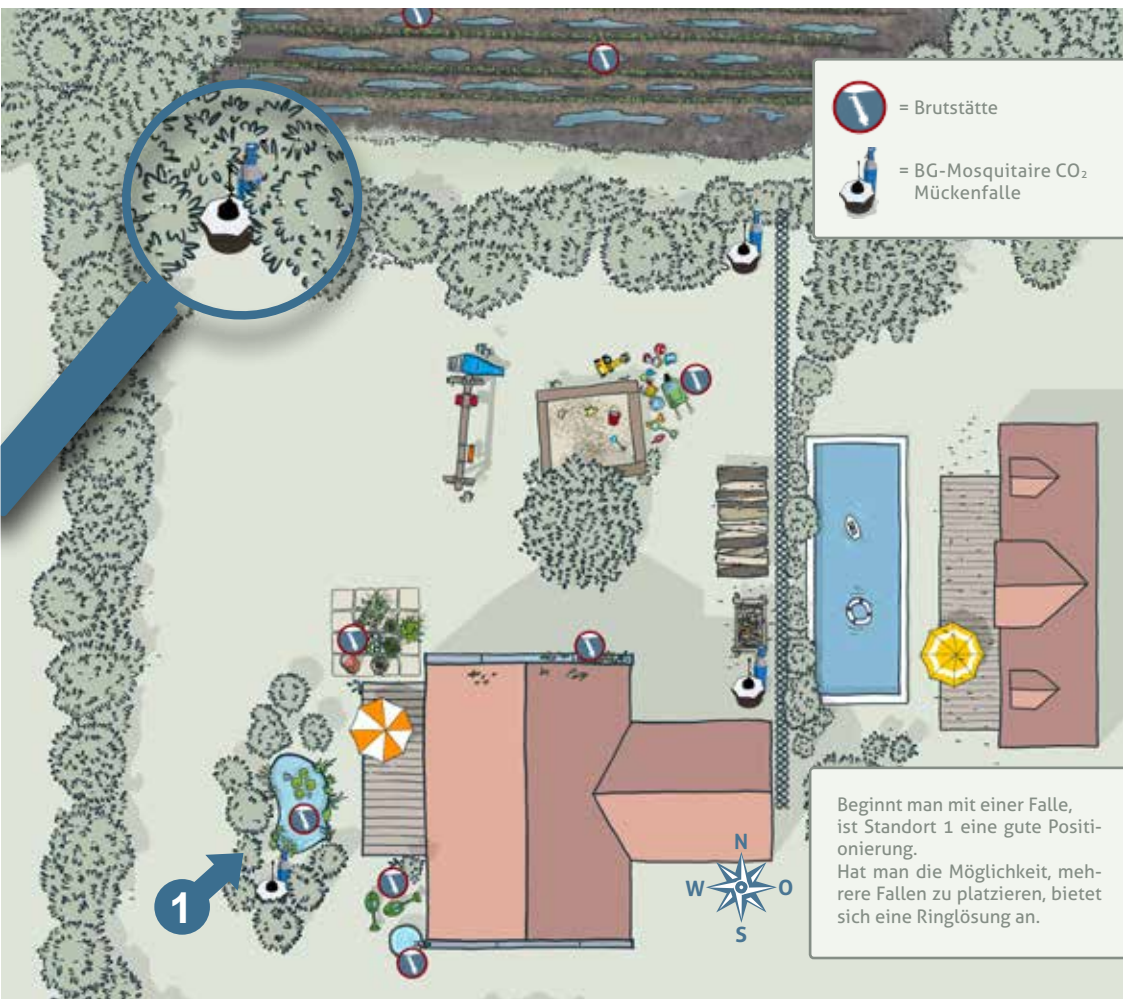 = Brutstätte
= BG-Mosquitaire CO₂
Mückenfalle
Beginnt man mit einer Falle,
ist Standort 1 eine gute Positi-
onierung.
Hat man die Möglichkeit, meh-
rere Fallen zu platzieren, bietet
sich eine Ringlösung an.
N
W O
S
1